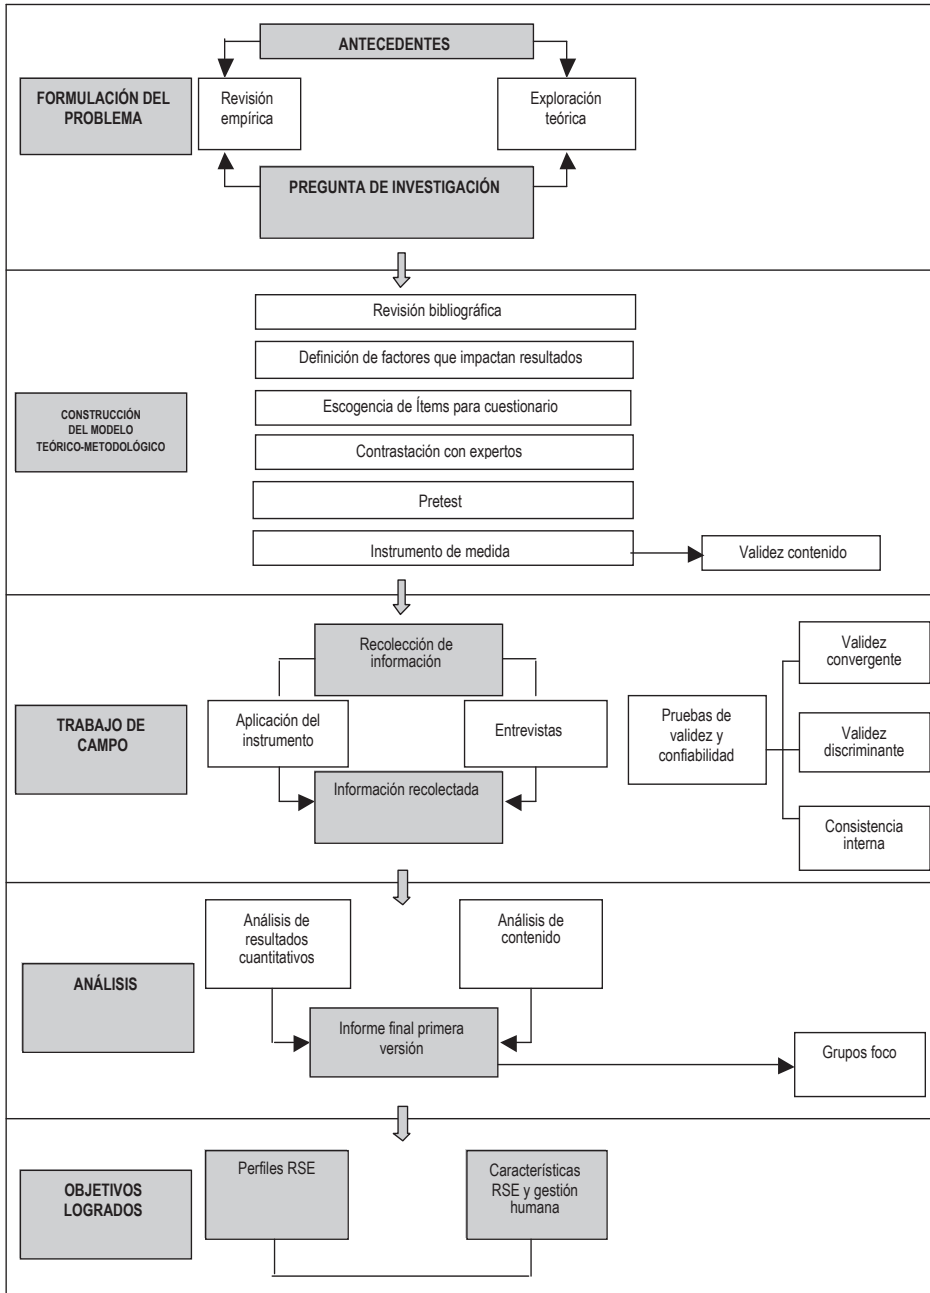 ANTECEDENTES
FORMULACIÓN DEL
PROBLEMA
Revisión
empírica
Exploración
teórica
PREGUNTA DE INVESTIGACIÓN
Revisión bibliográfica
Definición de factores que impactan resultados
Escogencia de Ítems para cuestionario
Contrastación con expertos
Pretest
Instrumento de medida
Validez contenido
CONSTRUCCIÓN
DEL MODELO
TEÓRICO-METODOLÓGICO
Recolección de
información
TRABAJO DE
CAMPO
Aplicación del
instrumento
Entrevistas
Información recolectada
Pruebas de
validez y
confiabilidad
Validez
convergente
Validez
discriminante
Consistencia
interna
ANÁLISIS
Análisis de
resultados
cuantitativos
Análisis de
contenido
Informe final primera
versión
Grupos foco
OBJETIVOS
LOGRADOS
Perfiles RSE
Características
RSE y gestión
humana